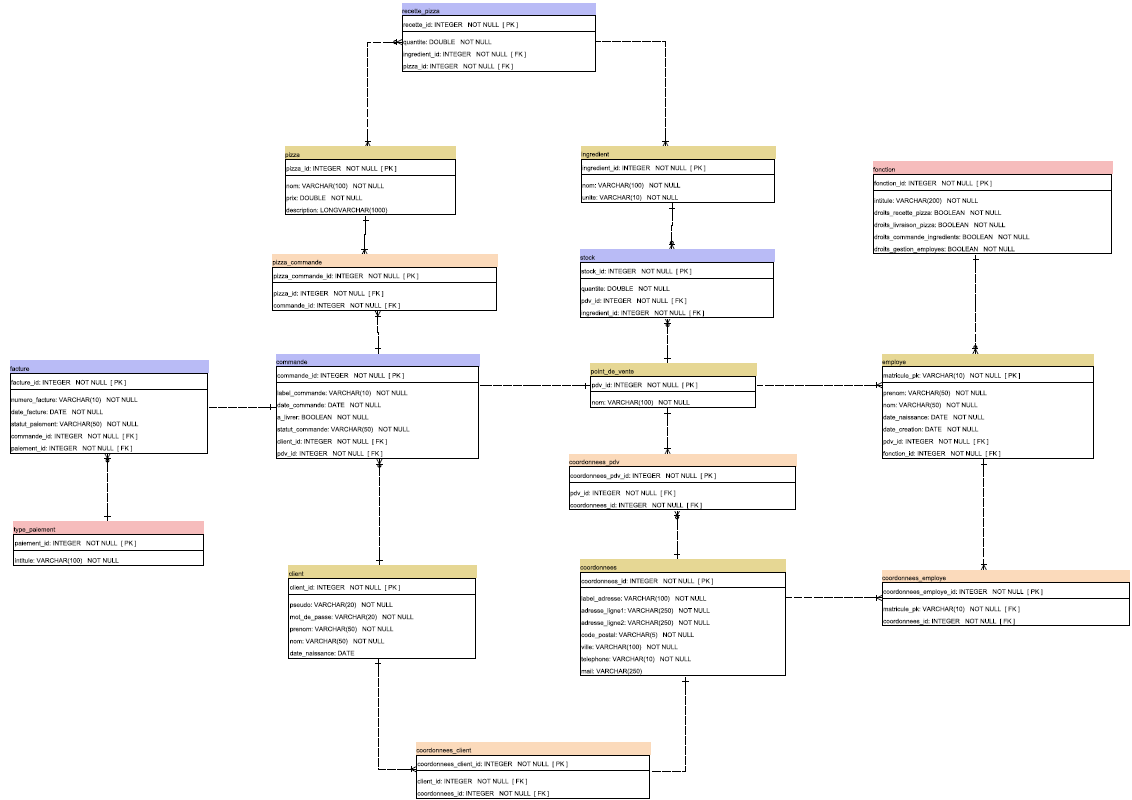 recette_pizza
recette_id: INTEGER NOT NULL [ PK ]
quantite: DOUBLE NOT NULL
ingredient_id: INTEGER NOT NULL [ FK ]
pizza_id: INTEGER NOT NULL [ FK ]
pizza
pizza_id: INTEGER NOT NULL [ PK ]
nom: VARCHAR(100) NOT NULL
prix: DOUBLE NOT NULL
description: LONGVARCHAR(1000)
ingredient
ingredient_id: INTEGER NOT NULL [ PK ]
nom: VARCHAR(100) NOT NULL
unite: VARCHAR(10) NOT NULL
fonction
fonction_id: INTEGER NOT NULL [ PK ]
intitule: VARCHAR(200) NOT NULL
droits_recette_pizza: BOOLEAN NOT NULL
droits_livraison_pizza: BOOLEAN NOT NULL
droits_commande_ingredients: BOOLEAN NOT NULL
droits_gestion_employes: BOOLEAN NOT NULL
pizza_commande
pizza_commande_id: INTEGER NOT NULL [ PK ]
pizza_id: INTEGER NOT NULL [ FK ]
commande_id: INTEGER NOT NULL [ FK ]
stock
stock_id: INTEGER NOT NULL [ PK ]
quantite: DOUBLE NOT NULL
pdv_id: INTEGER NOT NULL [ FK ]
ingredient_id: INTEGER NOT NULL [ FK ]
facture
facture_id: INTEGER NOT NULL [ PK ]
numero_facture: VARCHAR(10) NOT NULL
date_facture: DATE NOT NULL
statut_paiement: VARCHAR(50) NOT NULL
commande_id: INTEGER NOT NULL [ FK ]
paiement_id: INTEGER NOT NULL [ FK ]
commande
commande_id: INTEGER NOT NULL [ PK ]
label_commande: VARCHAR(10) NOT NULL
date_commande: DATE NOT NULL
a_livrer: BOOLEAN NOT NULL
statut_commande: VARCHAR(50) NOT NULL
client_id: INTEGER NOT NULL [ FK ]
pdv_id: INTEGER NOT NULL [ FK ]
point_de_vente
pdv_id: INTEGER NOT NULL [ PK ]
nom: VARCHAR(100) NOT NULL
employe
matricule_pk: VARCHAR(10) NOT NULL [ PK ]
prenom: VARCHAR(50) NOT NULL
nom: VARCHAR(50) NOT NULL
date_naissance: DATE NOT NULL
date_creation: DATE NOT NULL
pdv_id: INTEGER NOT NULL [ FK ]
fonction_id: INTEGER NOT NULL [ FK ]
coordonnees_pdv
coordonnees_pdv_id: INTEGER NOT NULL [ PK ]
pdv_id: INTEGER NOT NULL [ FK ]
coordonnees_id: INTEGER NOT NULL [ FK ]
type_paiement
paiement_id: INTEGER NOT NULL [ PK ]
intitule: VARCHAR(100) NOT NULL
client
client_id: INTEGER NOT NULL [ PK ]
pseudo: VARCHAR(20) NOT NULL
mot_de_passe: VARCHAR(20) NOT NULL
prenom: VARCHAR(50) NOT NULL
nom: VARCHAR(50) NOT NULL
date_naissance: DATE
coordonnees
coordonnees_id: INTEGER NOT NULL [ PK ]
label_adresse: VARCHAR(100) NOT NULL
adresse_ligne1: VARCHAR(250) NOT NULL
adresse_ligne2: VARCHAR(250) NOT NULL
code_postal: VARCHAR(5) NOT NULL
ville: VARCHAR(100) NOT NULL
telephone: VARCHAR(10) NOT NULL
mail: VARCHAR(250)
coordonnees_employe
coordonnees_employe_id: INTEGER NOT NULL [ PK ]
matricule_pk: VARCHAR(10) NOT NULL [ FK ]
coordonnees_id: INTEGER NOT NULL [ FK ]
coordonnees_client
coordonnees_client_id: INTEGER NOT NULL [ PK ]
client_id: INTEGER NOT NULL [ FK ]
coordonnees_id: INTEGER NOT NULL [ FK ]